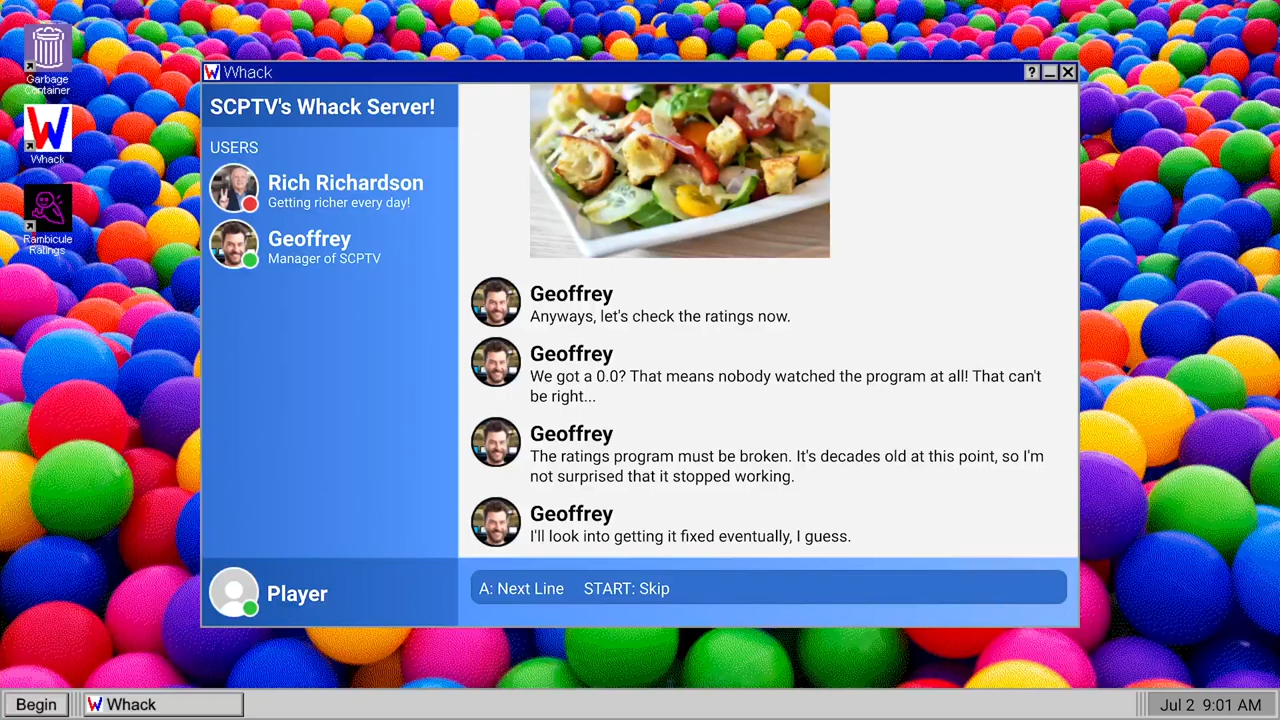 Garbage
Container
Whack
Rambicule
Ratings
W Whack
?
SCPTV's Whack Server!
USERS
Rich Richardson
Getting richer every day!
Geoffrey
Manager of SCPTV
Geoffrey
Anyways, let's check the ratings now.
Geoffrey
We got a 0.0? That means nobody watched the program at all! That can't
be right...
Geoffrey
The ratings program must be broken. It's decades old at this point, so I'm
not surprised that it stopped working.
Geoffrey
I'll look into getting it fixed eventually, I guess.
Player
A: Next Line START: Skip
Begin
W Whack
Jul 2 9:01 AM